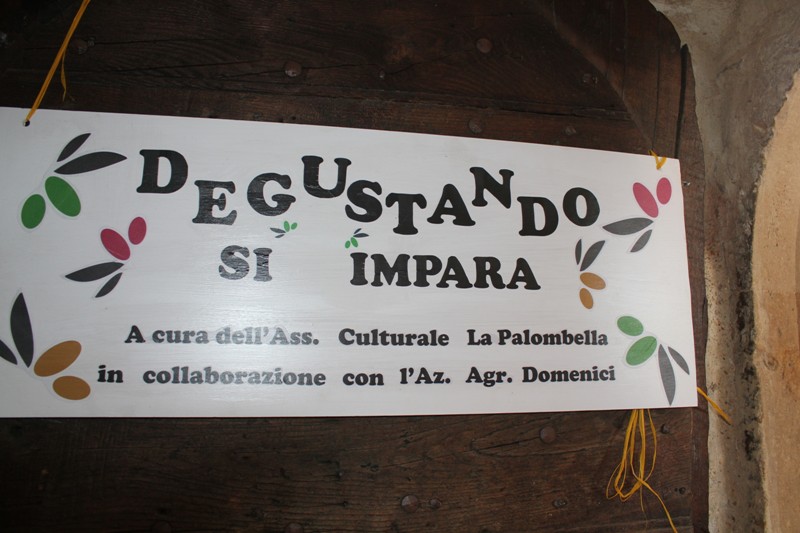 DEGUSTANDO
SI IMPARA
A cura dell'Ass. Culturale La Palombella
in collaborazione con l'Az. Agr. Domenici